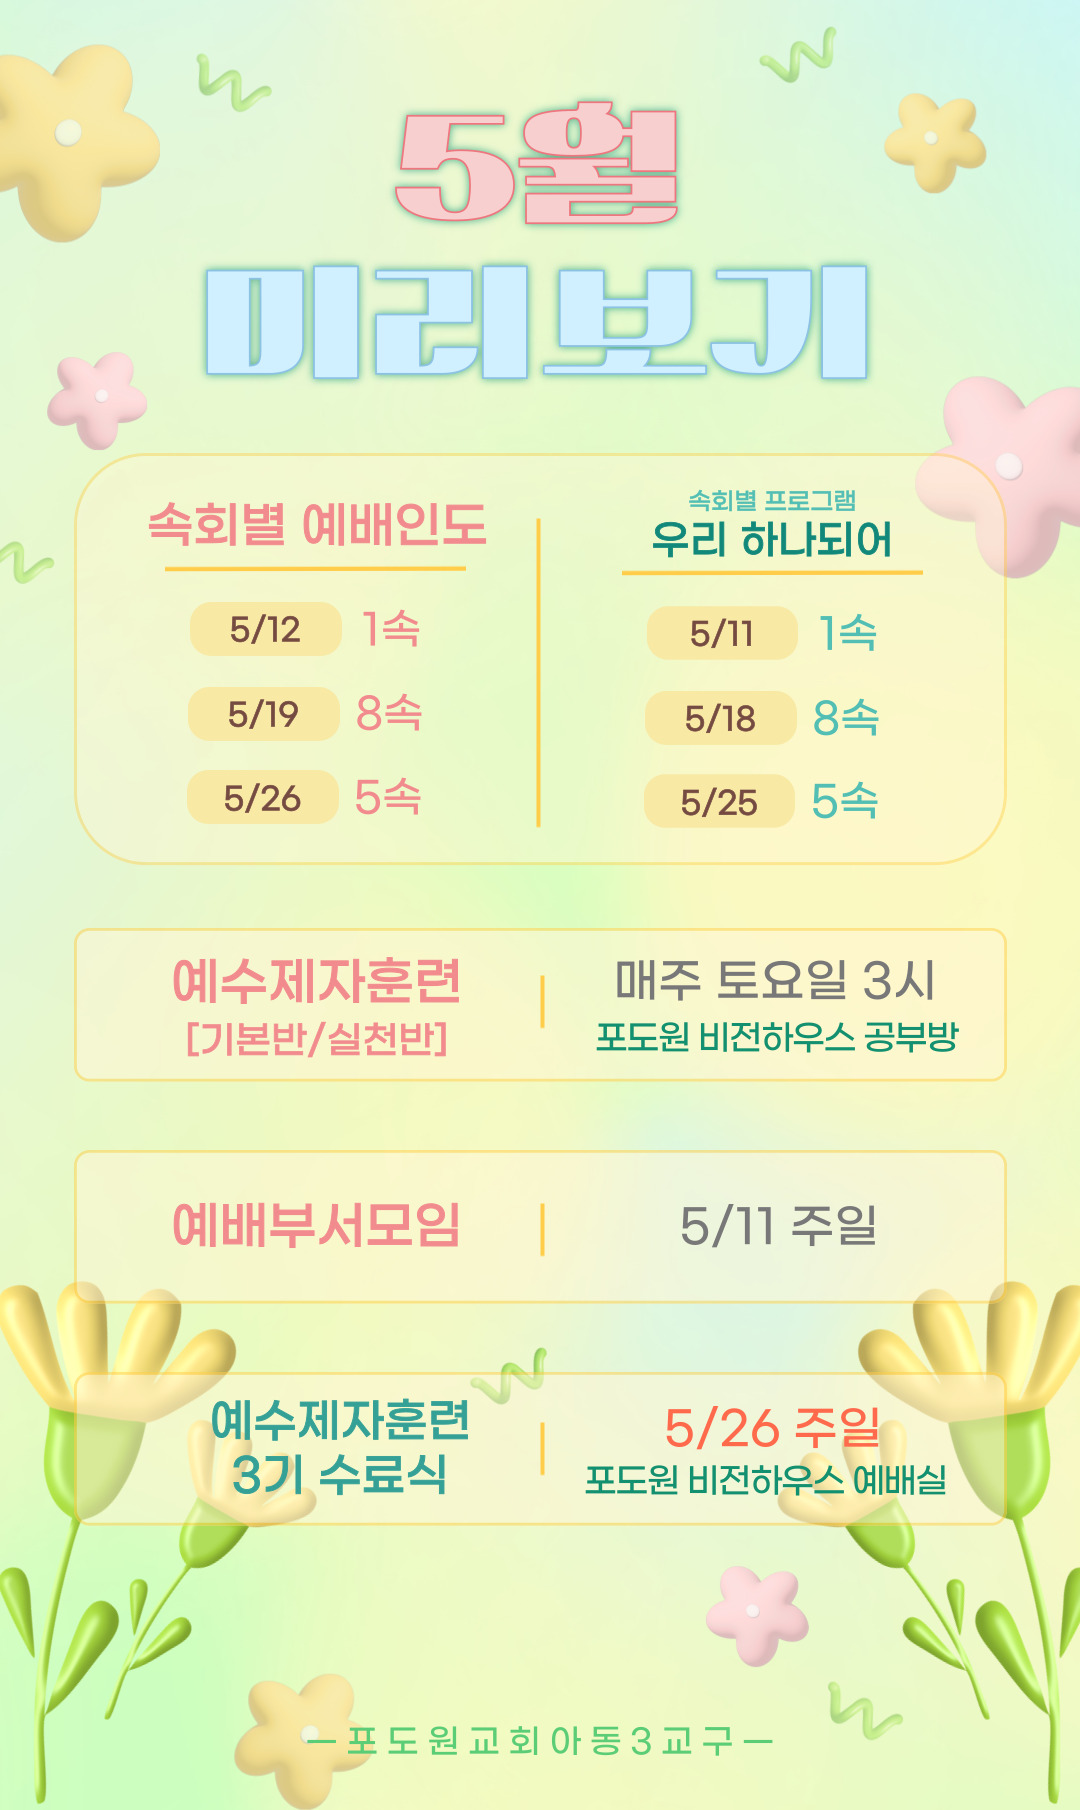 5월
미리보기
속회별 예배인도
5/12 1속
5/19 8속
5/26 5속
속회별 프로그램
우리 하나되어
5/11 1속
5/18 8속
5/25 5속
예수제자훈련
[기본반/실천반]
매주 토요일 3시
포도원 비전하우스 공부방
예배부서모임
5/11 주일
예수제자훈련
3기 수료식
5/26 주일
포도원 비전하우스 예배실
ㅡ포도원교회아동3교구ㅡ